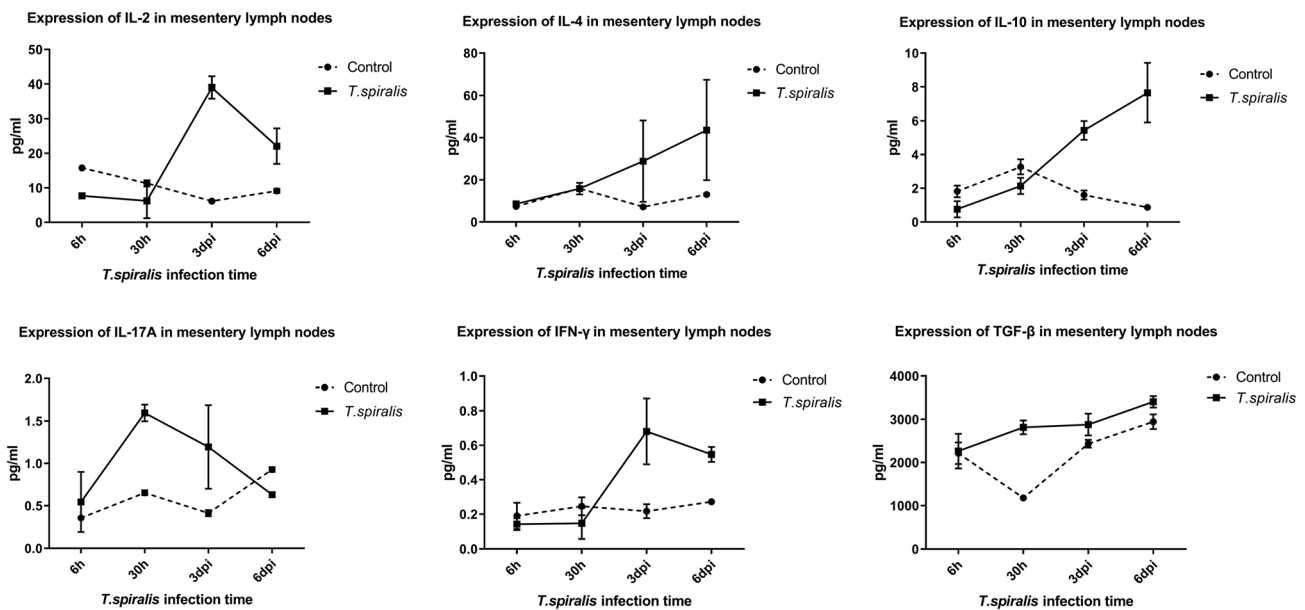 Expression of IL-2 in mesentery lymph nodes
50
40
30
20
10
0
pg/ml
Control
T.spiralis
6h
30h
3dpi
6dpi
T.spiralis infection time
Expression of IL-4 in mesentery lymph nodes
80
60
40
20
0
pg/ml
Control
T.spiralis
6h
30h
3dpi
6dpi
T.spiralis infection time
Expression of IL-10 in mesentery lymph nodes
10
8
6
4
2
0
pg/ml
Control
T.spiralis
6h
30h
3dpi
6dpi
T.spiralis infection time
Expression of IL-17A in mesentery lymph nodes
2.0
1.5
1.0
0.5
0.0
pg/ml
Control
T.spiralis
6h
30h
3dpi
6dpi
T.spiralis infection time
Expression of IFN-γ in mesentery lymph nodes
1.0
0.8
0.6
0.4
0.2
0.0
pg/ml
Control
T.spiralis
6h
30h
3dpi
6dpi
T.spiralis infection time
Expression of TGF-β in mesentery lymph nodes
4000
3000
2000
1000
0
pg/ml
Control
T.spiralis
6h
30h
3dpi
6dpi
T.spiralis infection time